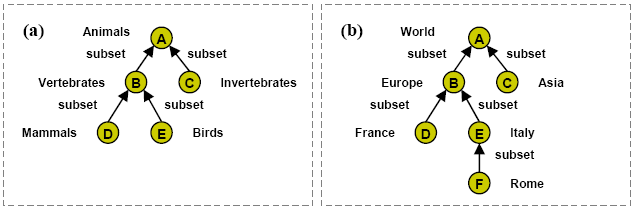 (a) Animals A
subset subset
Vertebrates B C Invertebrates
subset subset
Mammals D E Birds
(b) World A
subset subset
Europe B C Asia
subset subset
France D E Italy
subset
F Rome